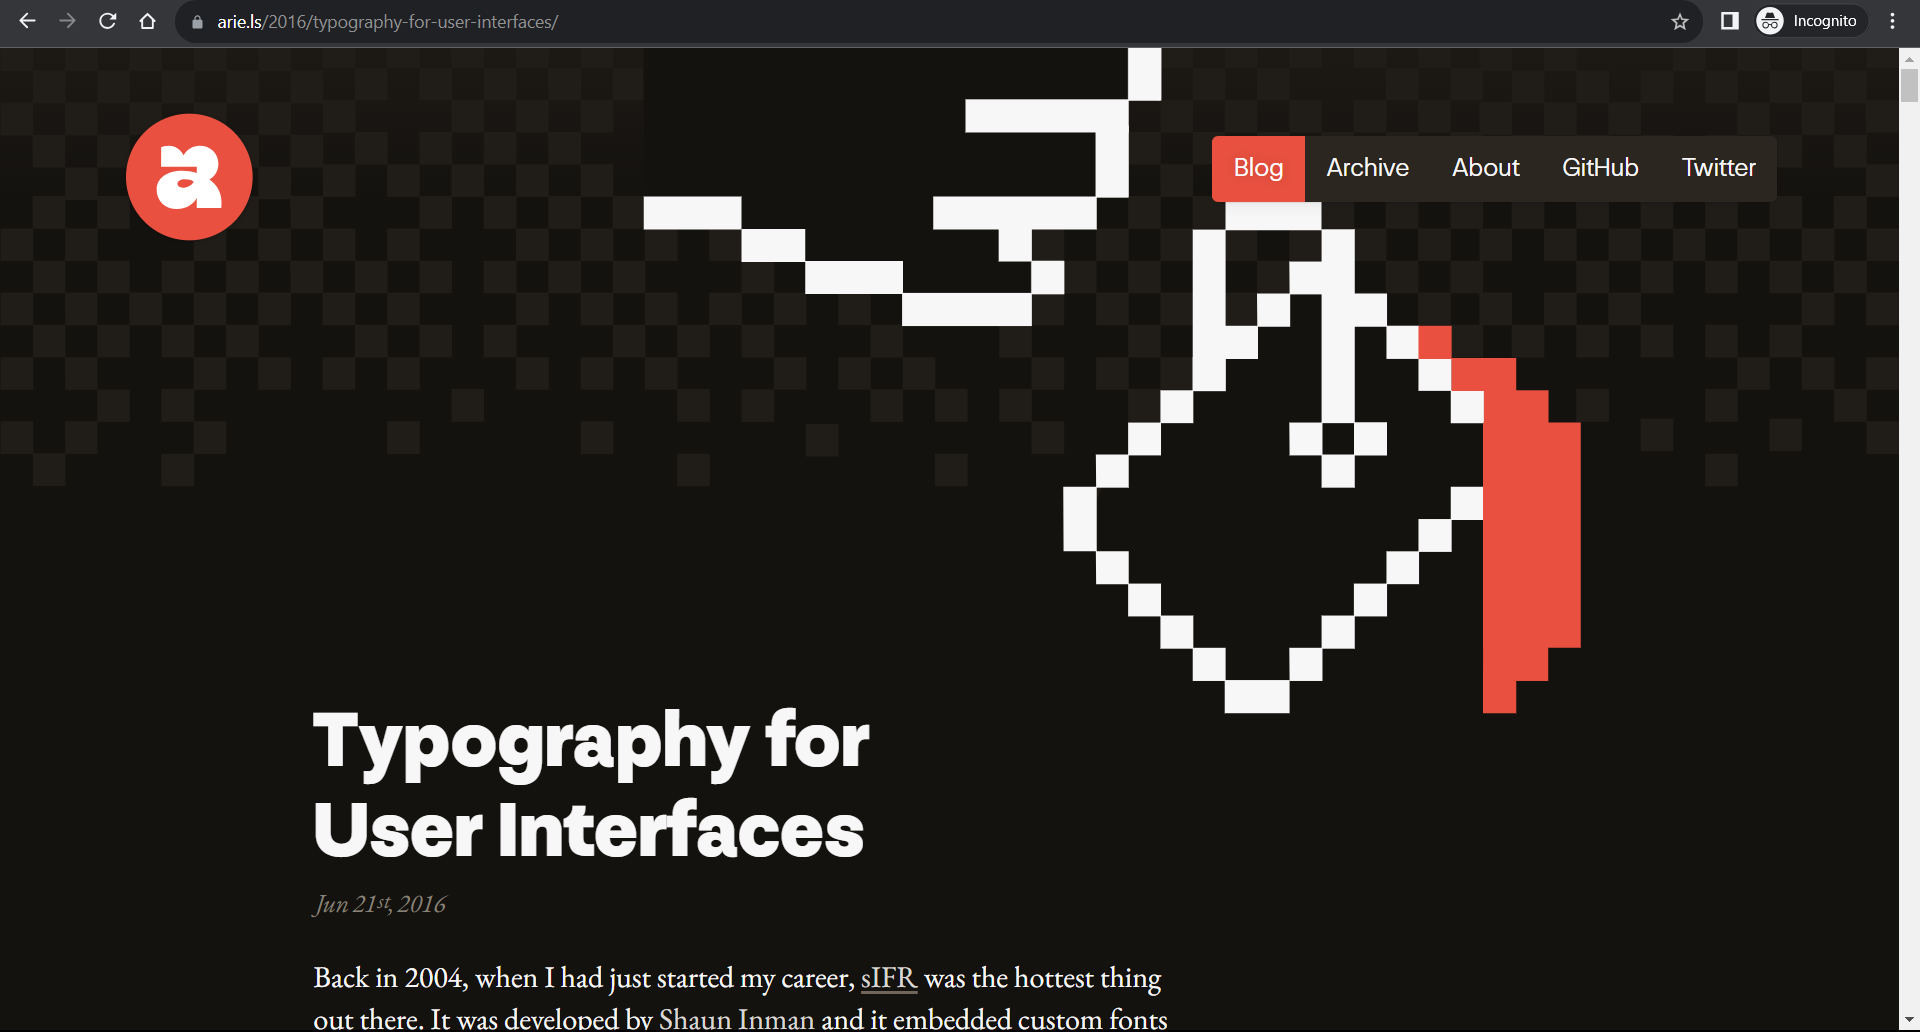 arie.ls/2016/typography-for-user-interfaces/
Incognito
a
Blog Archive About GitHub Twitter
Typography for
User Interfaces
Jun 21st, 2016
Back in 2004, when I had just started my career, sIFR was the hottest thing
out there. It was developed by Shaun Inman and it embedded custom fonts